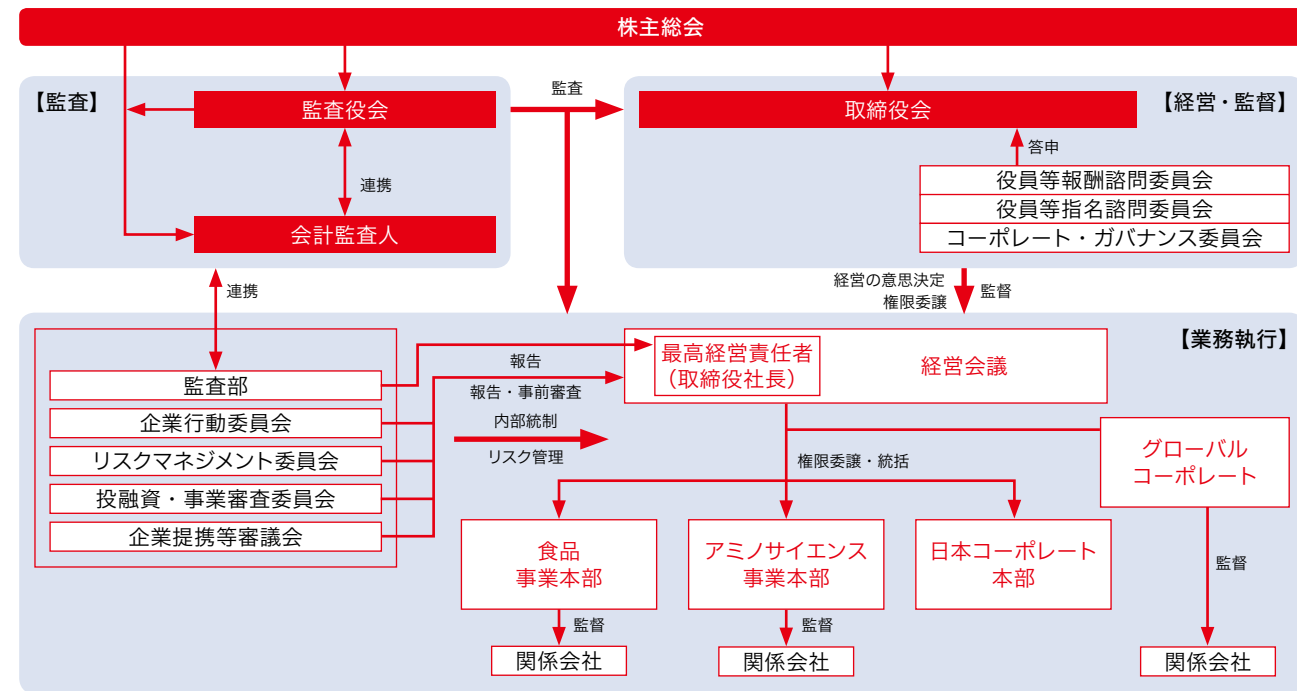 株主総会
【監査】
監査役会
連携
会計監査人
監査
【経営・監督】
取締役会
答申
役員等報酬諮問委員会
役員等指名諮問委員会
コーポレート・ガバナンス委員会
連携
経営の意思決定
権限委譲
監督
【業務執行】
監査部
企業行動委員会
リスクマネジメント委員会
投融資・事業審査委員会
企業提携等審議会
報告
報告・事前審査
内部統制
リスク管理
最高経営責任者
（取締役社長）
経営会議
グローバル
コーポレート
権限委譲・統括
食品
事業本部
アミノサイエンス
事業本部
日本コーポレート
本部
監督
監督
監督
関係会社
関係会社
関係会社